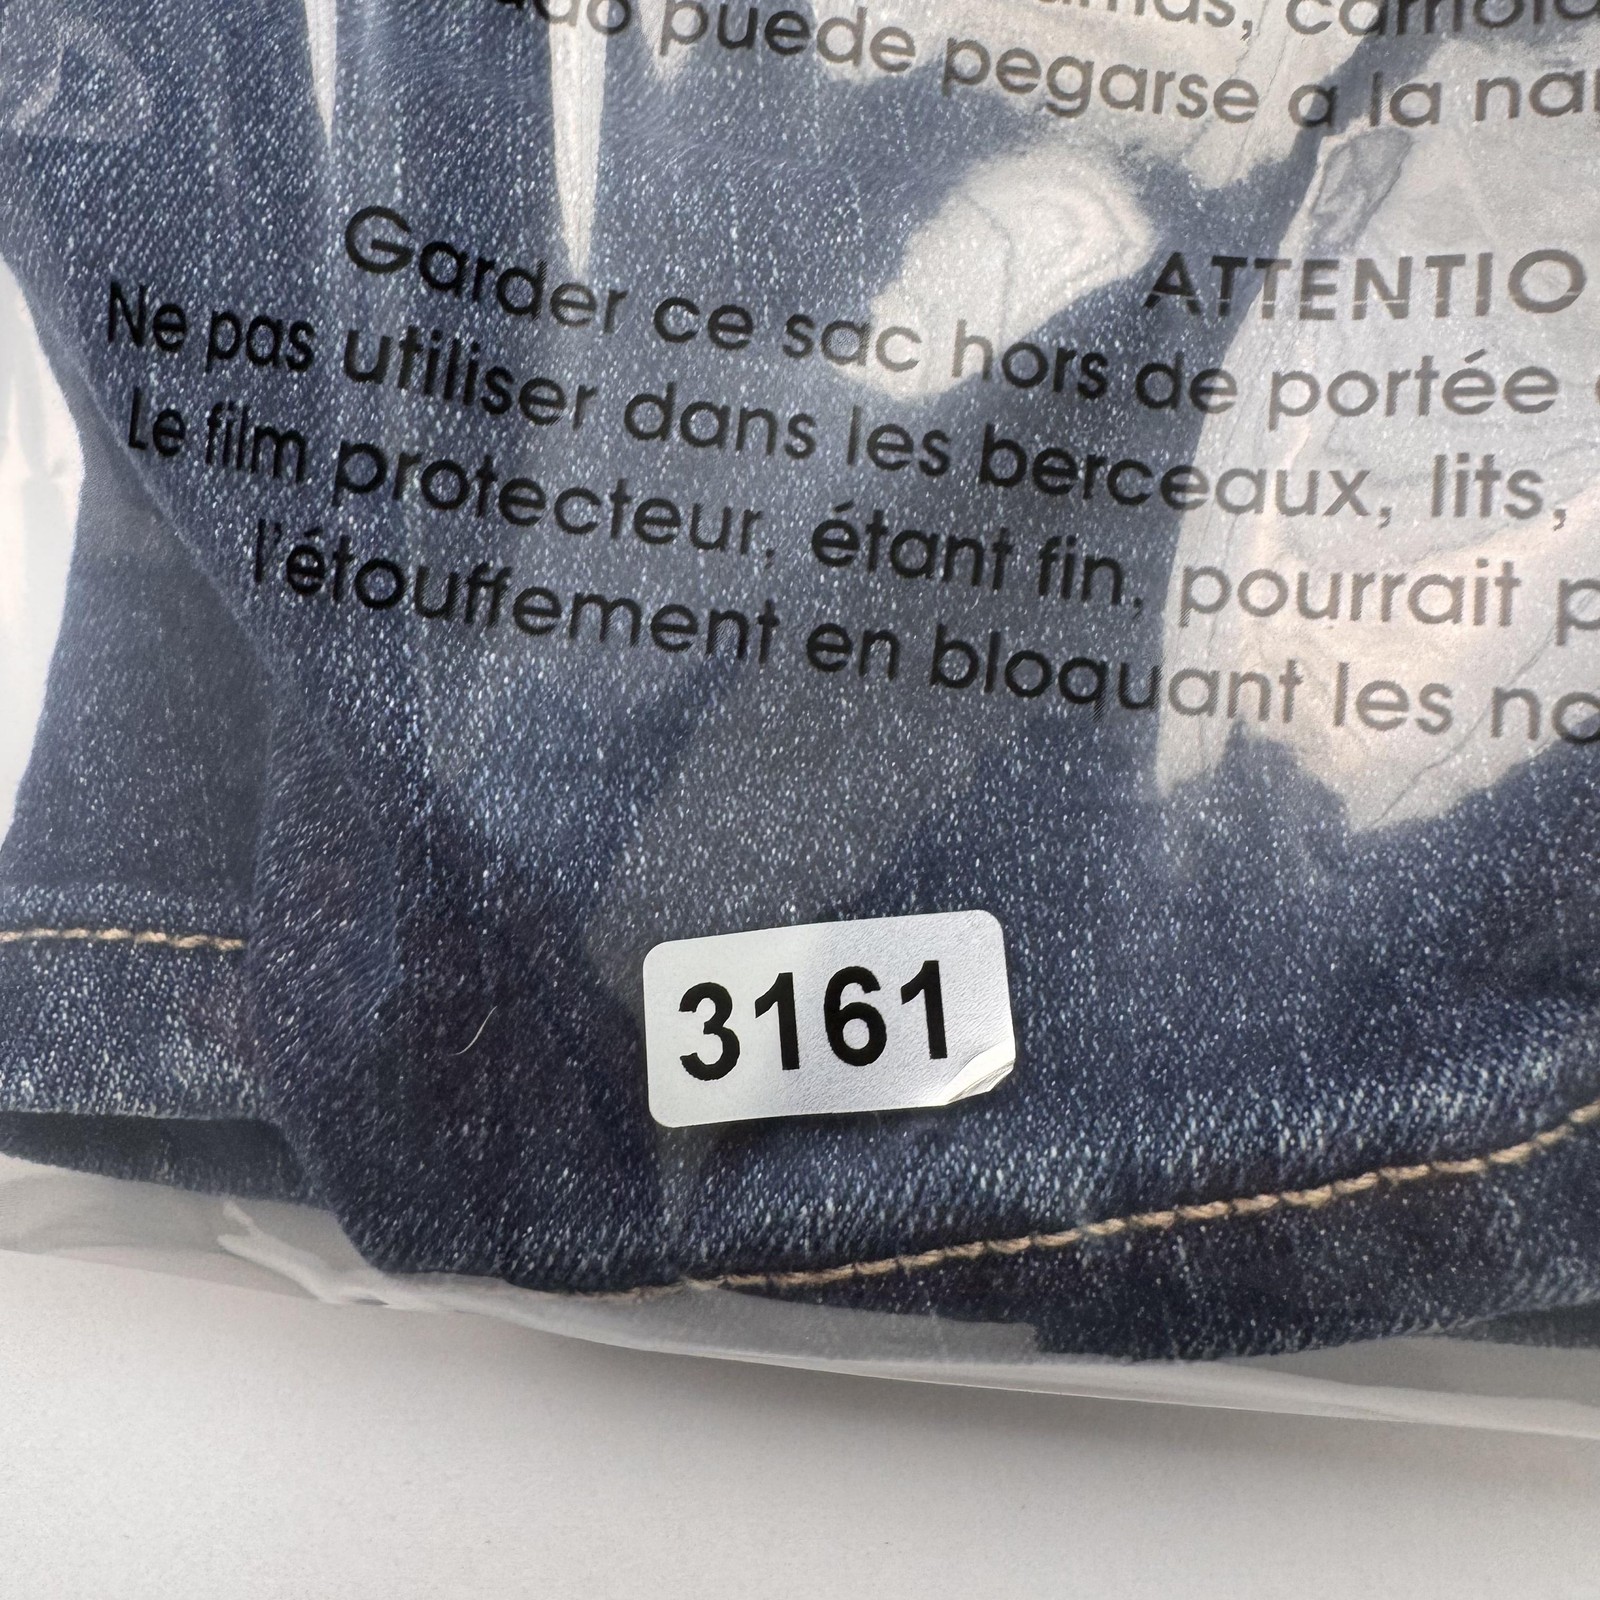 puede pegarse a la
ATTENTIO
Garder ce sac hors de portée
Ne pas utiliser dans les berceaux, lits,
Le film protecteur, étant fin, pourrait
l'étouffement en bloquant les
3161